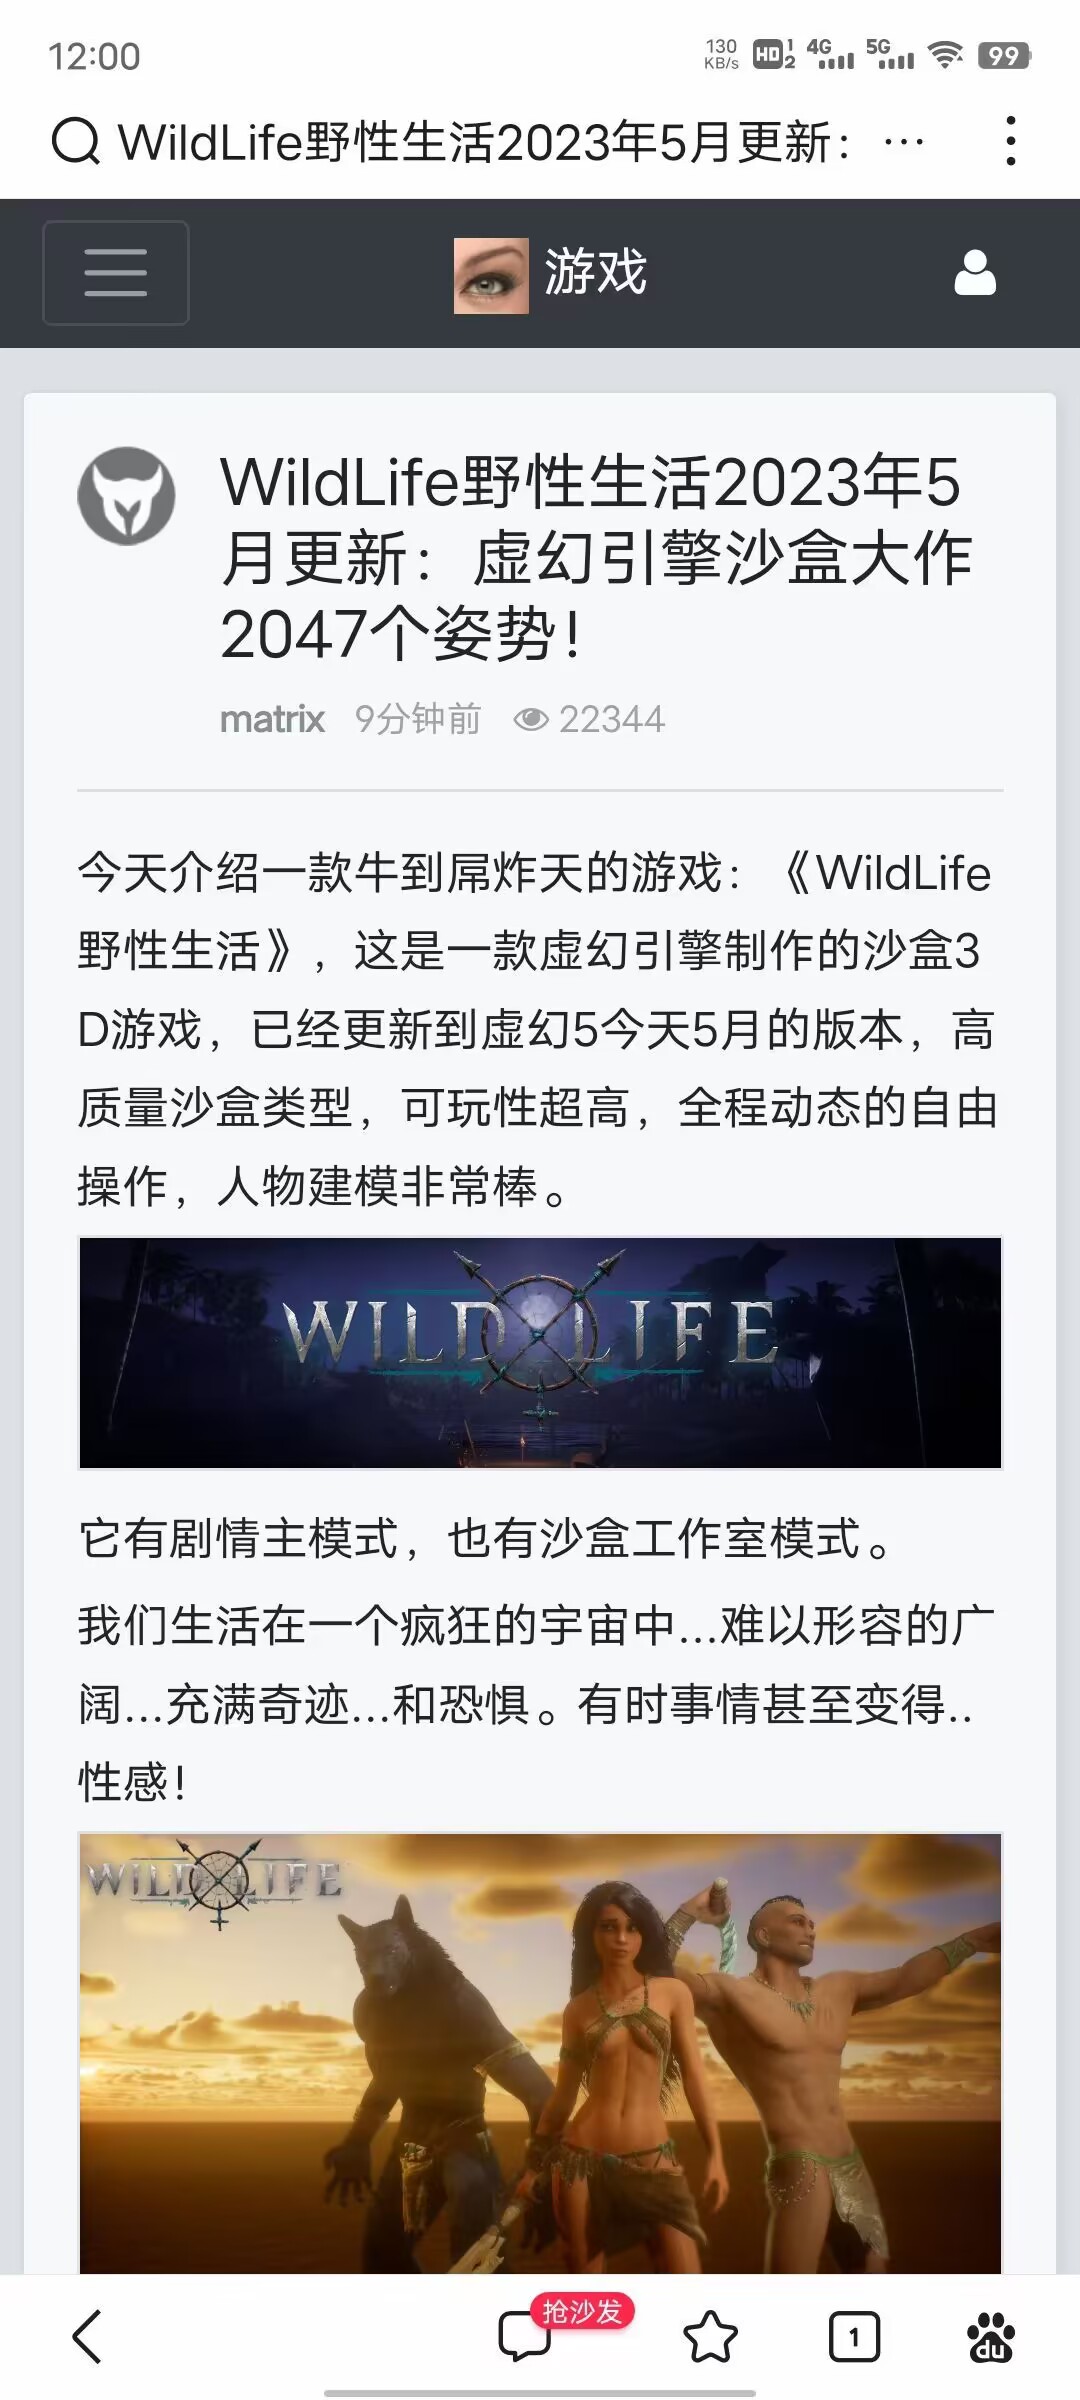 12:00
130 KB/s HD 1 2 4G 5G 99
WildLife野性生活2023年5月更新：…
游戏
WildLife野性生活2023年5
月更新：虚幻引擎沙盒大作
2047个姿势！
matrix 9分钟前 22344
今天介绍一款牛到屌炸天的游戏：《WildLife
野性生活》，这是一款虚幻引擎制作的沙盒3
D游戏，已经更新到虚幻5今天5月的版本，高
质量沙盒类型，可玩性超高，全程动态的自由
操作，人物建模非常棒。
WILD LIFE
它有剧情主模式，也有沙盒工作室模式。
我们生活在一个疯狂的宇宙中...难以形容的广
阔...充满奇迹...和恐惧。有时事情甚至变得..
性感！
WILD LIFE
抢沙发
1
du